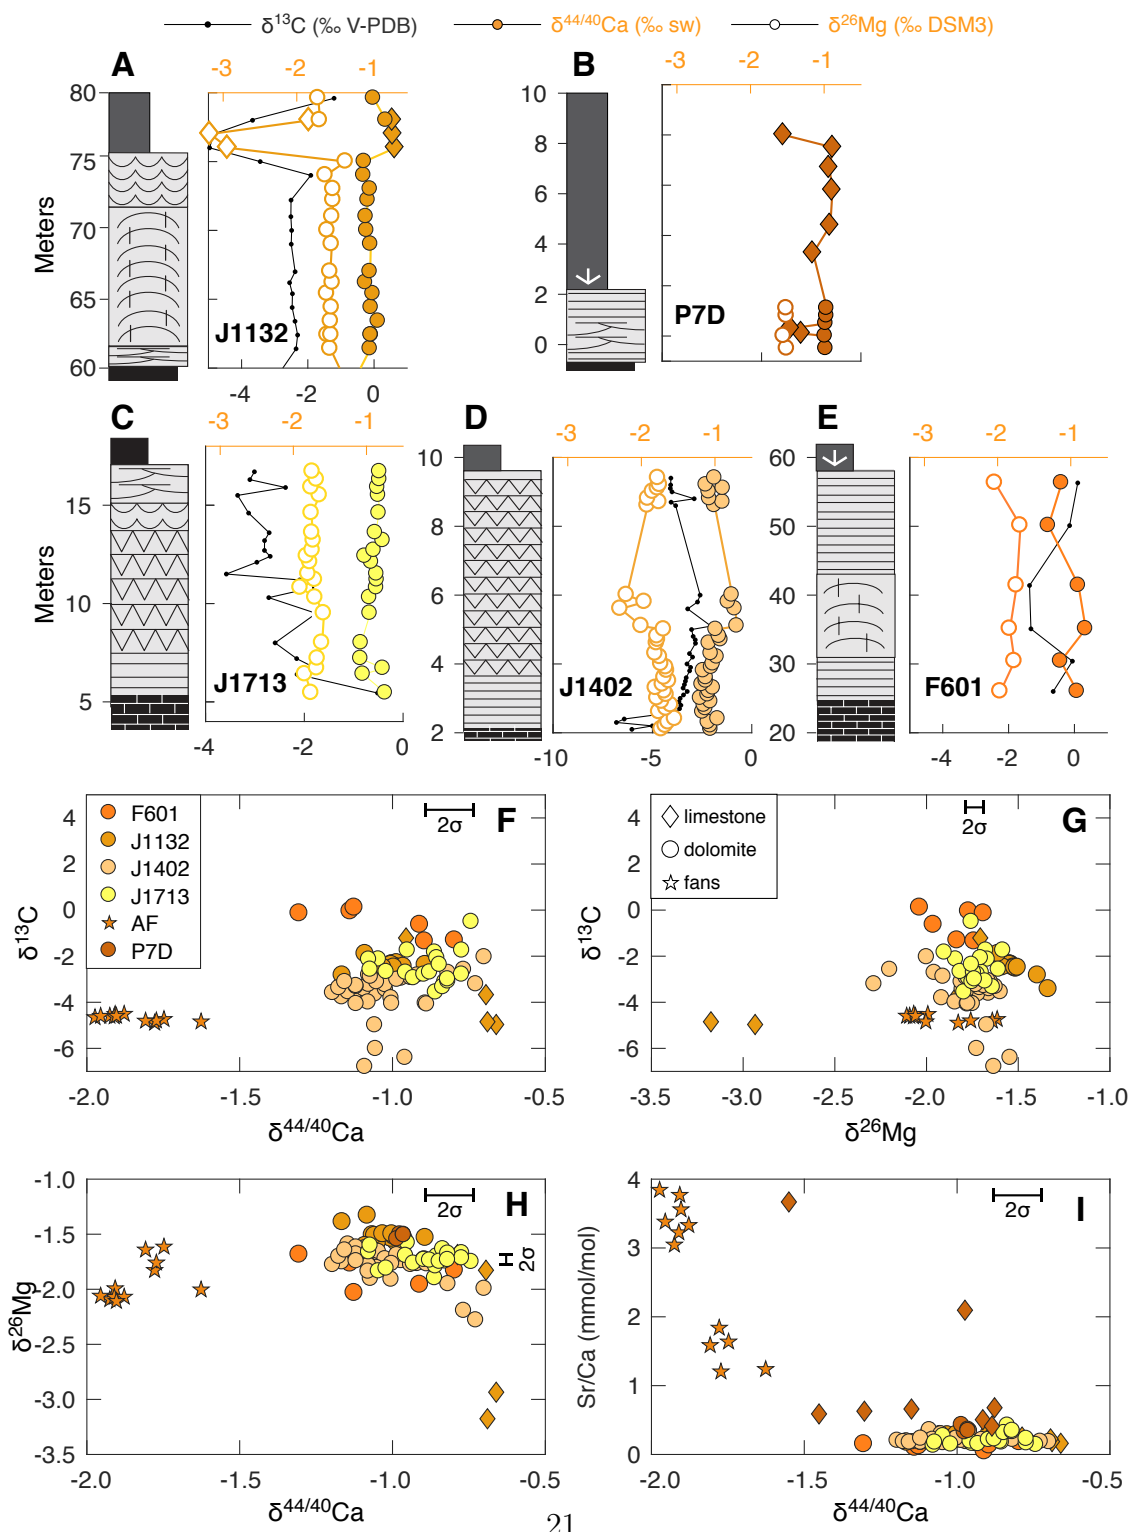 δ13C (‰ V-PDB) δ44/40Ca (‰ sw) δ26Mg (‰ DSM3)
A -3 -2 -1
B -3 -2 -1
80 75 70 65 60
Meters
J1132
-4 -2 0
10 8 6 4 2 0
P7D
C -3 -2 -1
D -3 -2 -1
E -3 -2 -1
15 10 5
Meters
J1713
-4 -2 0
10 8 6 4 2
J1402
-10 -5 0
60 50 40 30 20
F601
-4 -2 0
F
4 2 0 -2 -4 -6
δ13C
F601
J1132
J1402
J1713
AF
P7D
2σ
-2.0 -1.5 -1.0 -0.5
δ44/40Ca
G
4 2 0 -2 -4 -6
δ13C
limestone
dolomite
fans
2σ
-3.5 -3.0 -2.5 -2.0 -1.5 -1.0
δ26Mg
H
-1.0 -1.5 -2.0 -2.5 -3.0 -3.5
δ26Mg
2σ
2σ
-2.0 -1.5 -1.0 -0.5
δ44/40Ca
I
4 3 2 1 0
Sr/Ca (mmol/mol)
2σ
-2.0 -1.5 -1.0 -0.5
δ44/40Ca
21